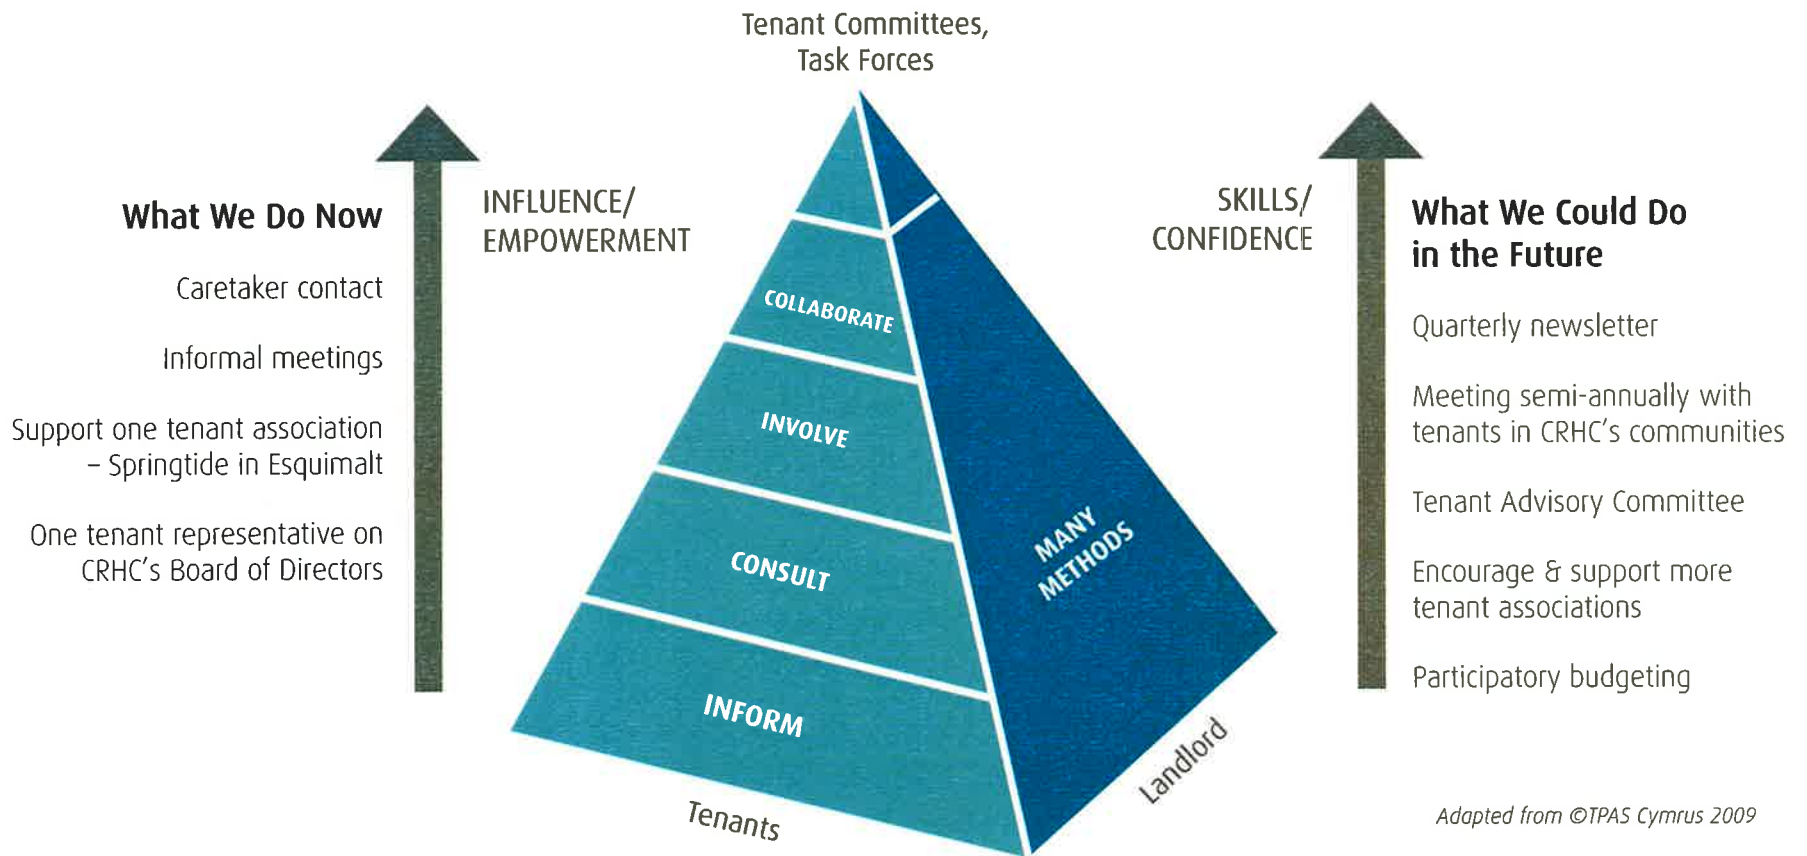 Tenant Committees,
Task Forces
What We Do Now
Caretaker contact
Informal meetings
Support one tenant association
– Springtide in Esquimalt
One tenant representative on
CRHC's Board of Directors
INFLUENCE/
EMPOWERMENT
COLLABORATE
INVOLVE
CONSULT
INFORM
Tenants
MANY
METHODS
Landlord
SKILLS/
CONFIDENCE
What We Could Do
in the Future
Quarterly newsletter
Meeting semi-annually with
tenants in CRHC's communities
Tenant Advisory Committee
Encourage & support more
tenant associations
Participatory budgeting
Adapted from ©TPAS Cymrus 2009